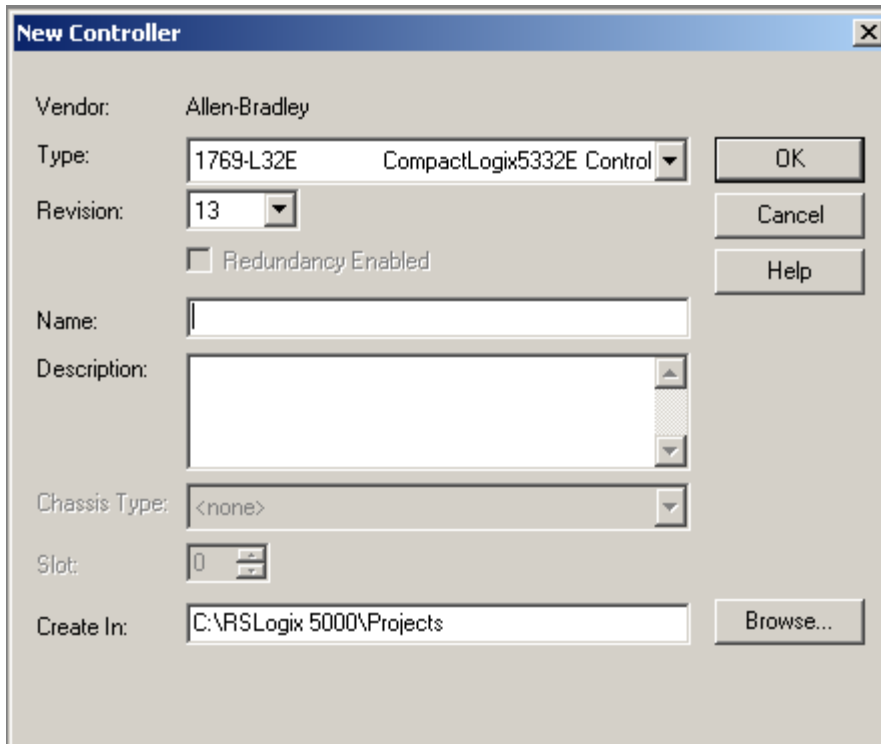 New Controller
Vendor: Allen-Bradley
Type: 1769-L32E CompactLogix5332E Control OK
Revision: 13 Cancel
Redundancy Enabled Help
Name:
Description:
Chassis Type: <none>
Slot: 0
Create In: C:\RSLogix 5000\Projects Browse...